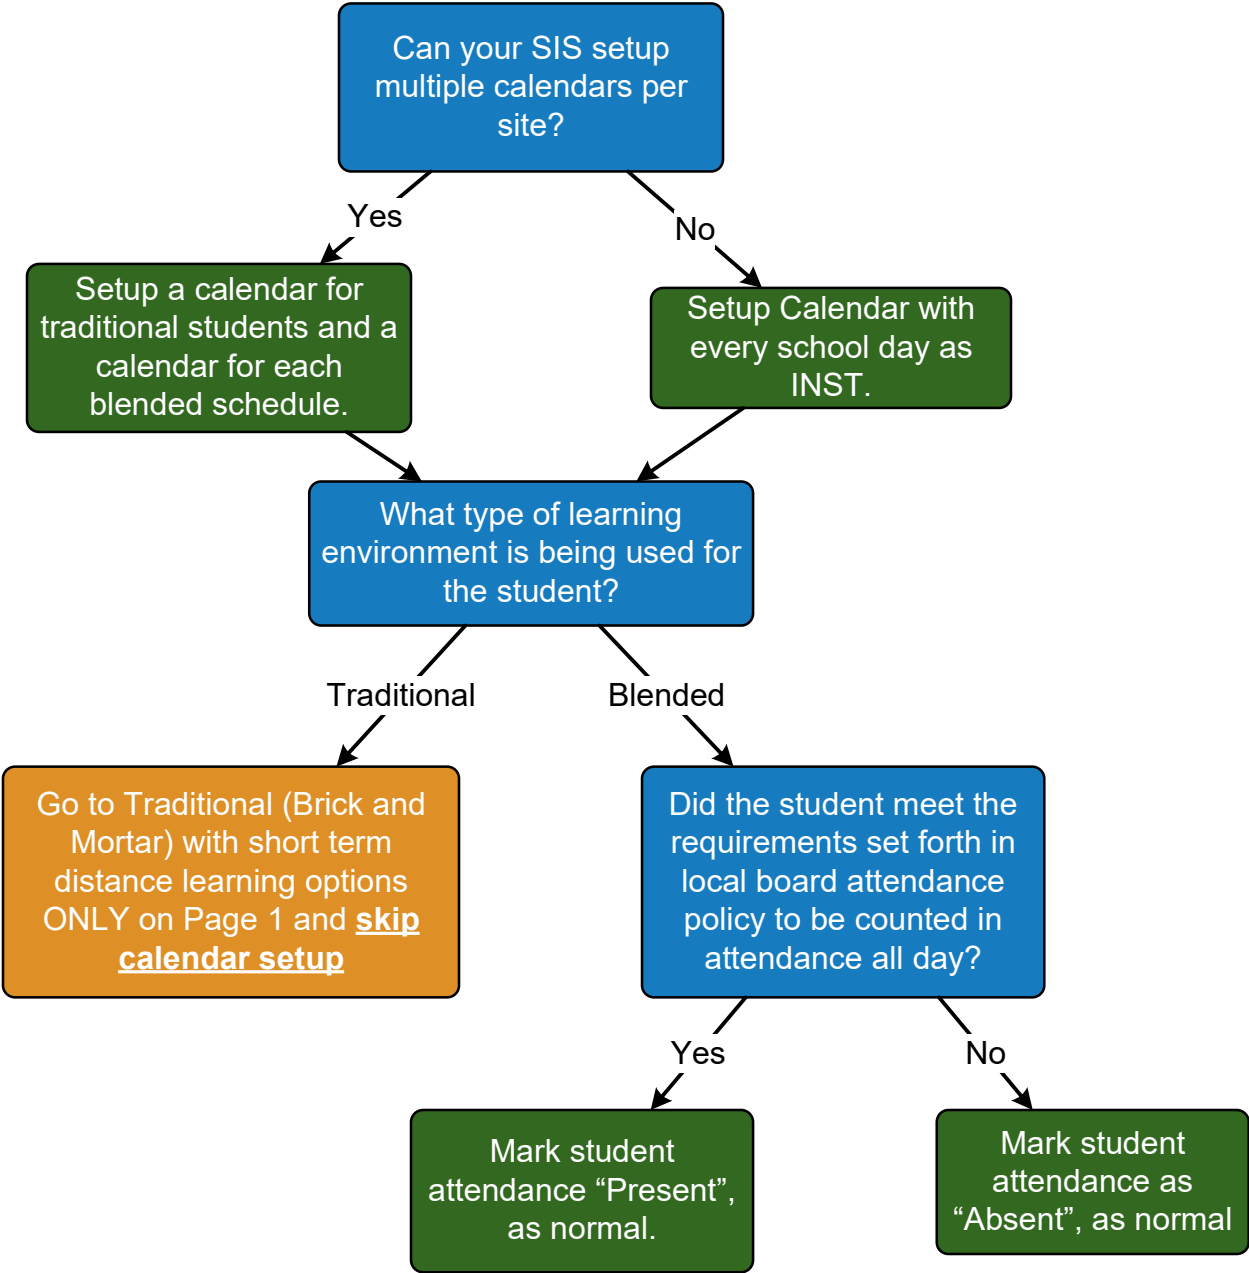 Can your SIS setup
multiple calendars per
site?
Yes
No
Setup a calendar for
traditional students and a
calendar for each
blended schedule.
Setup Calendar with
every school day as
INST.
What type of learning
environment is being used for
the student?
Traditional
Blended
Go to Traditional (Brick and
Mortar) with short term
distance learning options
ONLY on Page 1 and skip
calendar setup
Did the student meet the
requirements set forth in
local board attendance
policy to be counted in
attendance all day?
Yes
No
Mark student
attendance “Present”,
as normal.
Mark student
attendance as
“Absent”, as normal